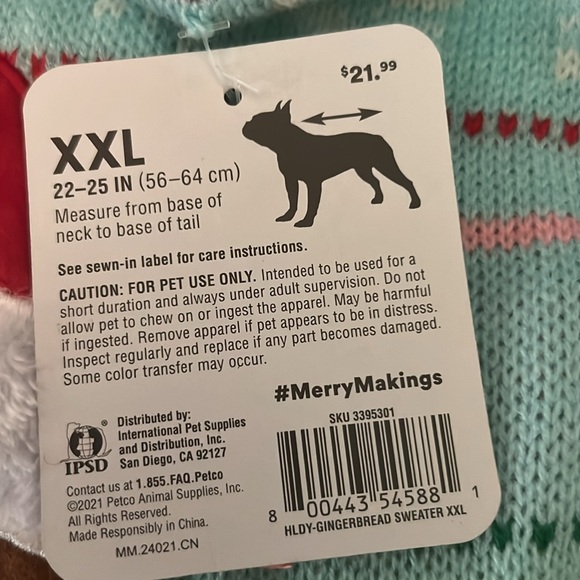 $21.99
XXL
22–25 IN (56–64 cm)
Measure from base of
neck to base of tail
See sewn-in label for care instructions.
CAUTION: FOR PET USE ONLY. Intended to be used for a
short duration and always under adult supervision. Do not
allow pet to chew on or ingest the apparel. May be harmful
if ingested. Remove apparel if pet appears to be in distress.
Inspect regularly and replace if any part becomes damaged.
Some color transfer may occur.
#MerryMakings
IPSD ®
Distributed by:
International Pet Supplies
and Distribution, Inc.
San Diego, CA 92127
Contact us at 1.855.FAQ.Petco
©2021 Petco Animal Supplies, Inc.
All Rights Reserved.
Made Responsibly in China.
MM.24021.CN
SKU 3395301
8 00443 54588 1
HLDY-GINGERBREAD SWEATER XXL